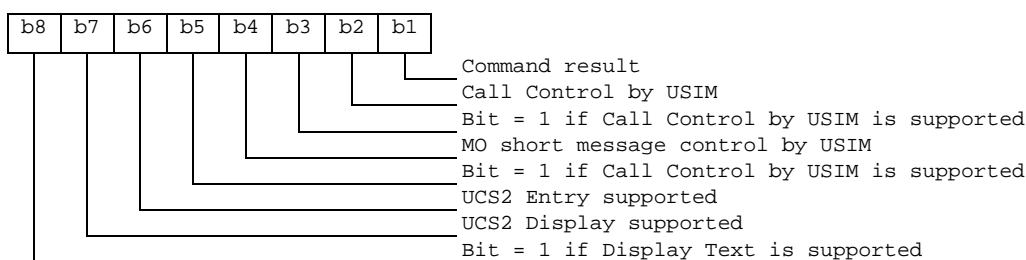 b8 b7 b6 b5 b4 b3 b2 b1
Command result
Call Control by USIM
Bit = 1 if Call Control by USIM is supported
MO short message control by USIM
Bit = 1 if Call Control by USIM is supported
UCS2 Entry supported
UCS2 Display supported
Bit = 1 if Display Text is supported